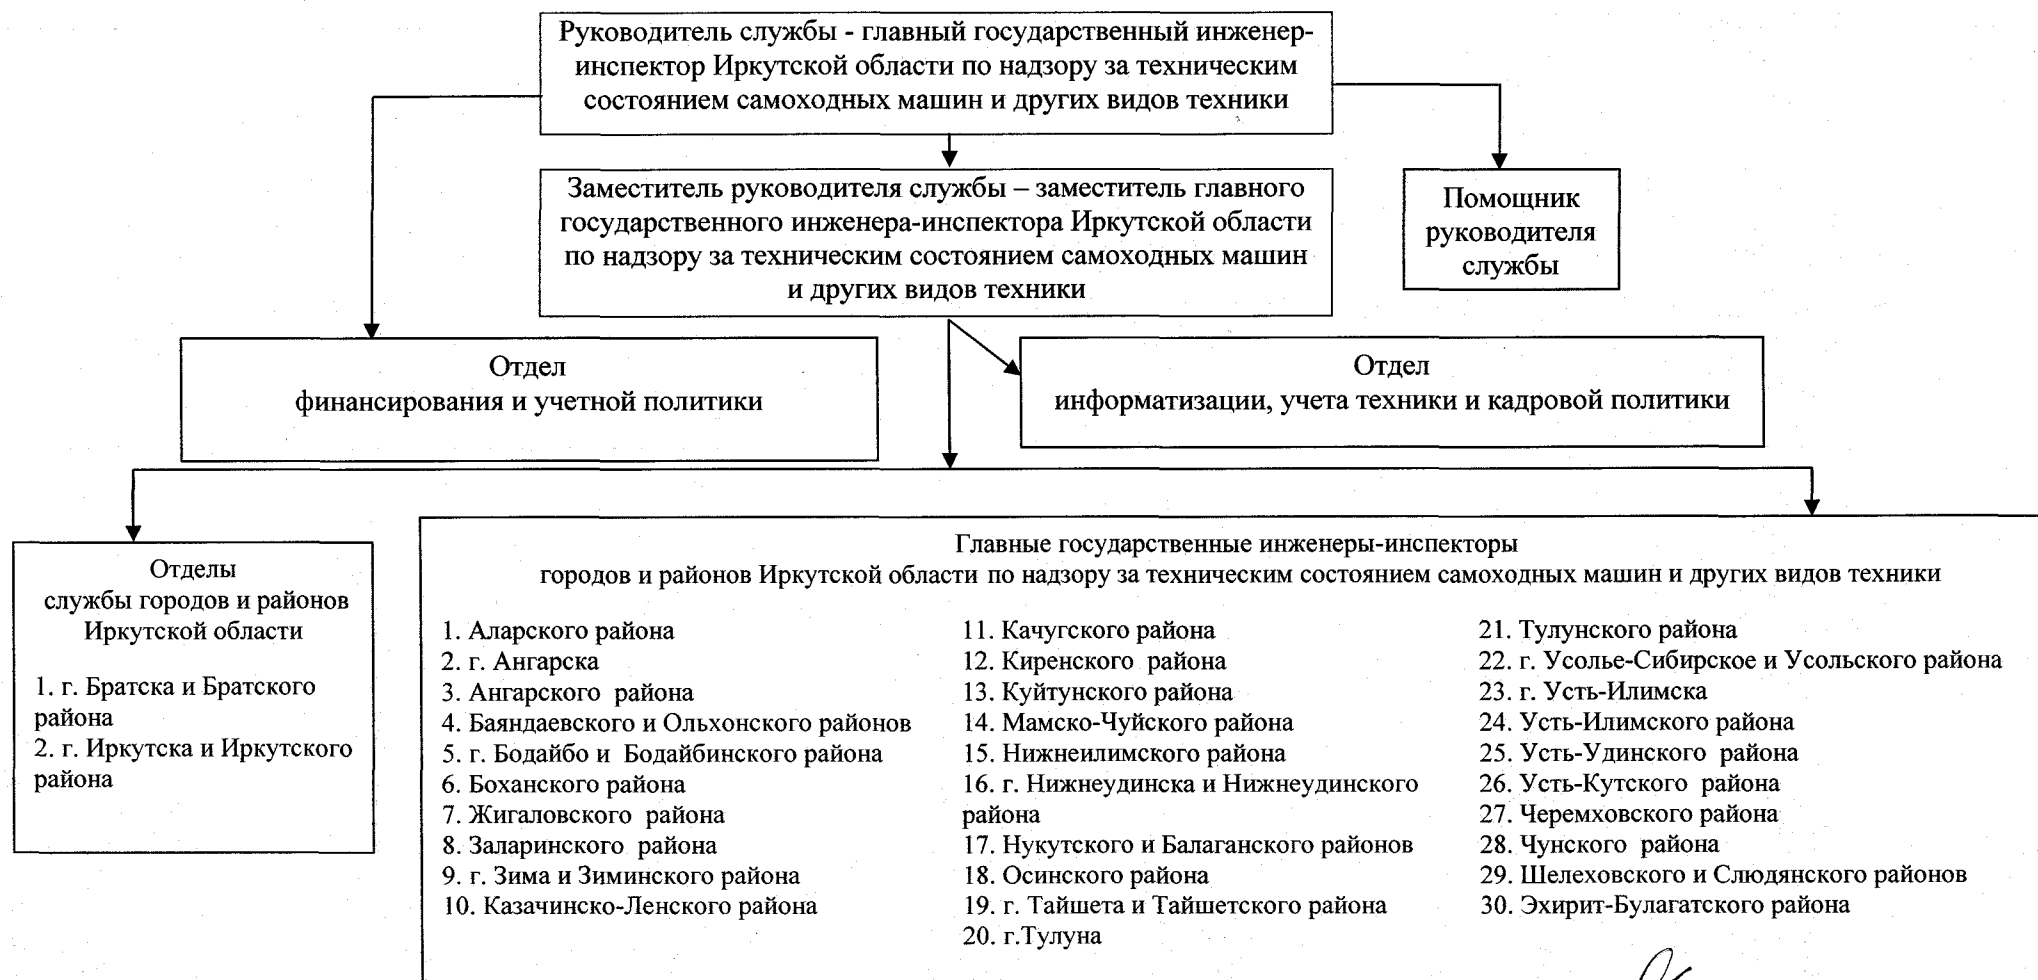 Руководитель службы - главный государственный инженер-
инспектор Иркутской области по надзору за техническим
состоянием самоходных машин и других видов техники
Заместитель руководителя службы – заместитель главного
государственного инженера-инспектора Иркутской области
по надзору за техническим состоянием самоходных машин
и других видов техники
Помощник
руководителя
службы
Отдел
финансирования и учетной политики
Отдел
информатизации, учета техники и кадровой политики
Отделы
службы городов и районов
Иркутской области
1. г. Братска и Братского
района
2. г. Иркутска и Иркутского
района
Главные государственные инженеры-инспекторы
городов и районов Иркутской области по надзору за техническим состоянием самоходных машин и других видов техники
1. Аларского района
2. г. Ангарска
3. Ангарского района
4. Баяндаевского и Ольхонского районов
5. г. Бодайбо и Бодайбинского района
6. Боханского района
7. Жигаловского района
8. Заларинского района
9. г. Зима и Зиминского района
10. Казачинско-Ленского района
11. Качугского района
12. Киренского района
13. Куйтунского района
14. Мамско-Чуйского района
15. Нижнеилимского района
16. г. Нижнеудинска и Нижнеудинского
района
17. Нукутского и Балаганского районов
18. Осинского района
19. г. Тайшета и Тайшетского района
20. г.Тулуна
21. Тулунского района
22. г. Усолье-Сибирское и Усольского района
23. г. Усть-Илимска
24. Усть-Илимского района
25. Усть-Удинского района
26. Усть-Кутского района
27. Черемховского района
28. Чунского района
29. Шелеховского и Слюдянского районов
30. Эхирит-Булагатского района